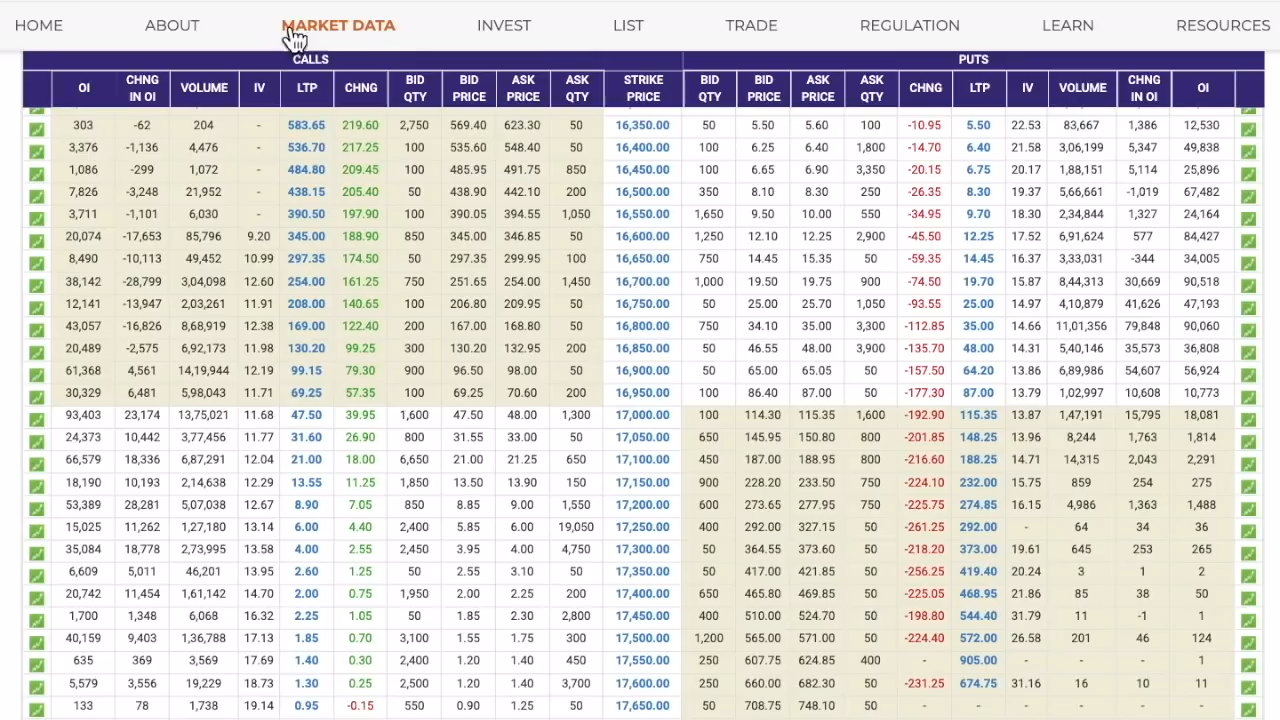 HOME ABOUT MARKET DATA INVEST LIST TRADE REGULATION LEARN RESOURCES
CALLS PUTS
OI CHNG IN OI VOLUME IV LTP CHNG BID QTY BID PRICE ASK PRICE ASK QTY STRIKE PRICE BID QTY BID PRICE ASK PRICE ASK QTY CHNG LTP IV VOLUME CHNG IN OI OI
303 -62 204 - 583.65 219.60 2,750 569.40 623.30 50 16,350.00 50 5.50 5.60 100 -10.95 5.50 22.53 83,667 1,386 12,530
3,376 -1,136 4,476 - 536.70 217.25 100 535.60 548.40 50 16,400.00 100 6.25 6.40 1,800 -14.70 6.40 21.58 3,06,199 5,347 49,838
1,086 -299 1,072 - 484.80 209.45 100 485.95 491.75 850 16,450.00 100 6.65 6.90 3,350 -20.15 6.75 20.17 1,88,151 5,114 25,896
7,826 -3,248 21,952 - 438.15 205.40 50 438.90 442.10 200 16,500.00 350 8.10 8.30 250 -26.35 8.30 19.37 5,66,661 -1,019 67,482
3,711 -1,101 6,030 - 390.50 197.90 100 390.05 394.55 1,050 16,550.00 1,650 9.50 10.00 550 -34.95 9.70 18.30 2,34,844 1,327 24,164
20,074 -17,653 85,796 9.20 345.00 188.90 850 345.00 346.85 50 16,600.00 1,250 12.10 12.25 2,900 -45.50 12.25 17.52 6,91,624 577 84,427
8,490 -10,113 49,452 10.99 297.35 174.50 50 297.35 299.95 100 16,650.00 750 14.45 15.35 50 -59.35 14.45 16.37 3,33,031 -344 34,005
38,142 -28,799 3,04,098 12.60 254.00 161.25 750 251.65 254.00 1,450 16,700.00 1,000 19.50 19.75 900 -74.50 19.70 15.87 8,44,313 30,669 90,518
12,141 -13,947 2,03,261 11.91 208.00 140.65 100 206.80 209.95 50 16,750.00 50 25.00 25.70 1,050 -93.55 25.00 14.97 4,10,879 41,626 47,193
43,057 -16,826 8,68,919 12.38 169.00 122.40 200 167.00 168.80 50 16,800.00 750 34.10 35.00 3,300 -112.85 35.00 14.66 11,01,356 79,848 90,060
20,489 -2,575 6,92,173 11.98 130.20 99.25 300 130.20 132.95 200 16,850.00 50 46.55 48.00 3,900 -135.70 48.00 14.31 5,40,146 35,573 36,808
61,368 4,561 14,19,944 12.19 99.15 79.30 900 96.50 98.00 50 16,900.00 50 65.00 65.05 50 -157.50 64.20 13.86 6,89,986 54,607 56,924
30,329 6,481 5,98,043 11.71 69.25 57.35 100 69.25 70.60 200 16,950.00 100 86.40 87.00 50 -177.30 87.00 13.79 1,02,997 10,608 10,773
93,403 23,174 13,75,021 11.68 47.50 39.95 1,600 47.50 48.00 1,300 17,000.00 100 114.30 115.35 1,600 -192.90 115.35 13.87 1,47,191 15,795 18,081
24,373 10,442 3,77,456 11.77 31.60 26.90 800 31.55 33.00 50 17,050.00 650 145.95 150.80 800 -201.85 148.25 13.96 8,244 1,763 1,814
66,579 18,336 6,87,291 12.04 21.00 18.00 6,650 21.00 21.25 650 17,100.00 450 187.00 188.95 800 -216.60 188.25 14.71 14,315 2,043 2,291
18,190 10,193 2,14,638 12.29 13.55 11.25 1,850 13.50 13.90 150 17,150.00 900 228.20 233.50 750 -224.10 232.00 15.75 859 254 275
53,389 28,281 5,07,038 12.67 8.90 7.05 850 8.85 9.00 1,550 17,200.00 600 273.65 277.95 750 -225.75 274.85 16.15 4,986 1,363 1,488
15,025 11,262 1,27,180 13.14 6.00 4.40 2,400 5.85 6.00 19,050 17,250.00 400 292.00 327.15 50 -261.25 292.00 - 64 34 36
35,084 18,778 2,73,995 13.58 4.00 2.55 2,450 3.95 4.00 4,750 17,300.00 50 364.55 373.60 50 -218.20 373.00 19.61 645 253 265
6,609 5,011 46,201 13.95 2.60 1.25 50 2.55 3.10 50 17,350.00 50 417.00 421.85 50 -256.25 419.40 20.24 3 1 2
20,742 11,454 1,61,142 14.70 2.00 0.75 1,950 2.00 2.25 200 17,400.00 650 465.80 469.85 50 -225.05 468.95 21.86 85 38 50
1,700 1,348 6,068 16.32 2.25 1.05 50 1.85 2.30 2,800 17,450.00 400 510.00 524.70 50 -198.80 544.40 31.79 11 -1 1
40,159 9,403 1,36,788 17.13 1.85 0.70 3,100 1.55 1.75 300 17,500.00 1,200 565.00 571.00 50 -224.40 572.00 26.58 201 46 124
635 369 3,569 17.69 1.40 0.30 2,400 1.20 1.40 450 17,550.00 250 607.75 624.85 400 - 905.00 - - - 1
5,579 3,556 19,229 18.73 1.30 0.25 2,500 1.20 1.40 3,700 17,600.00 250 660.00 682.30 50 -231.25 674.75 31.16 16 10 11
133 78 1,738 19.14 0.95 -0.15 550 0.90 1.25 50 17,650.00 50 708.75 748.10 50 - - - - - -